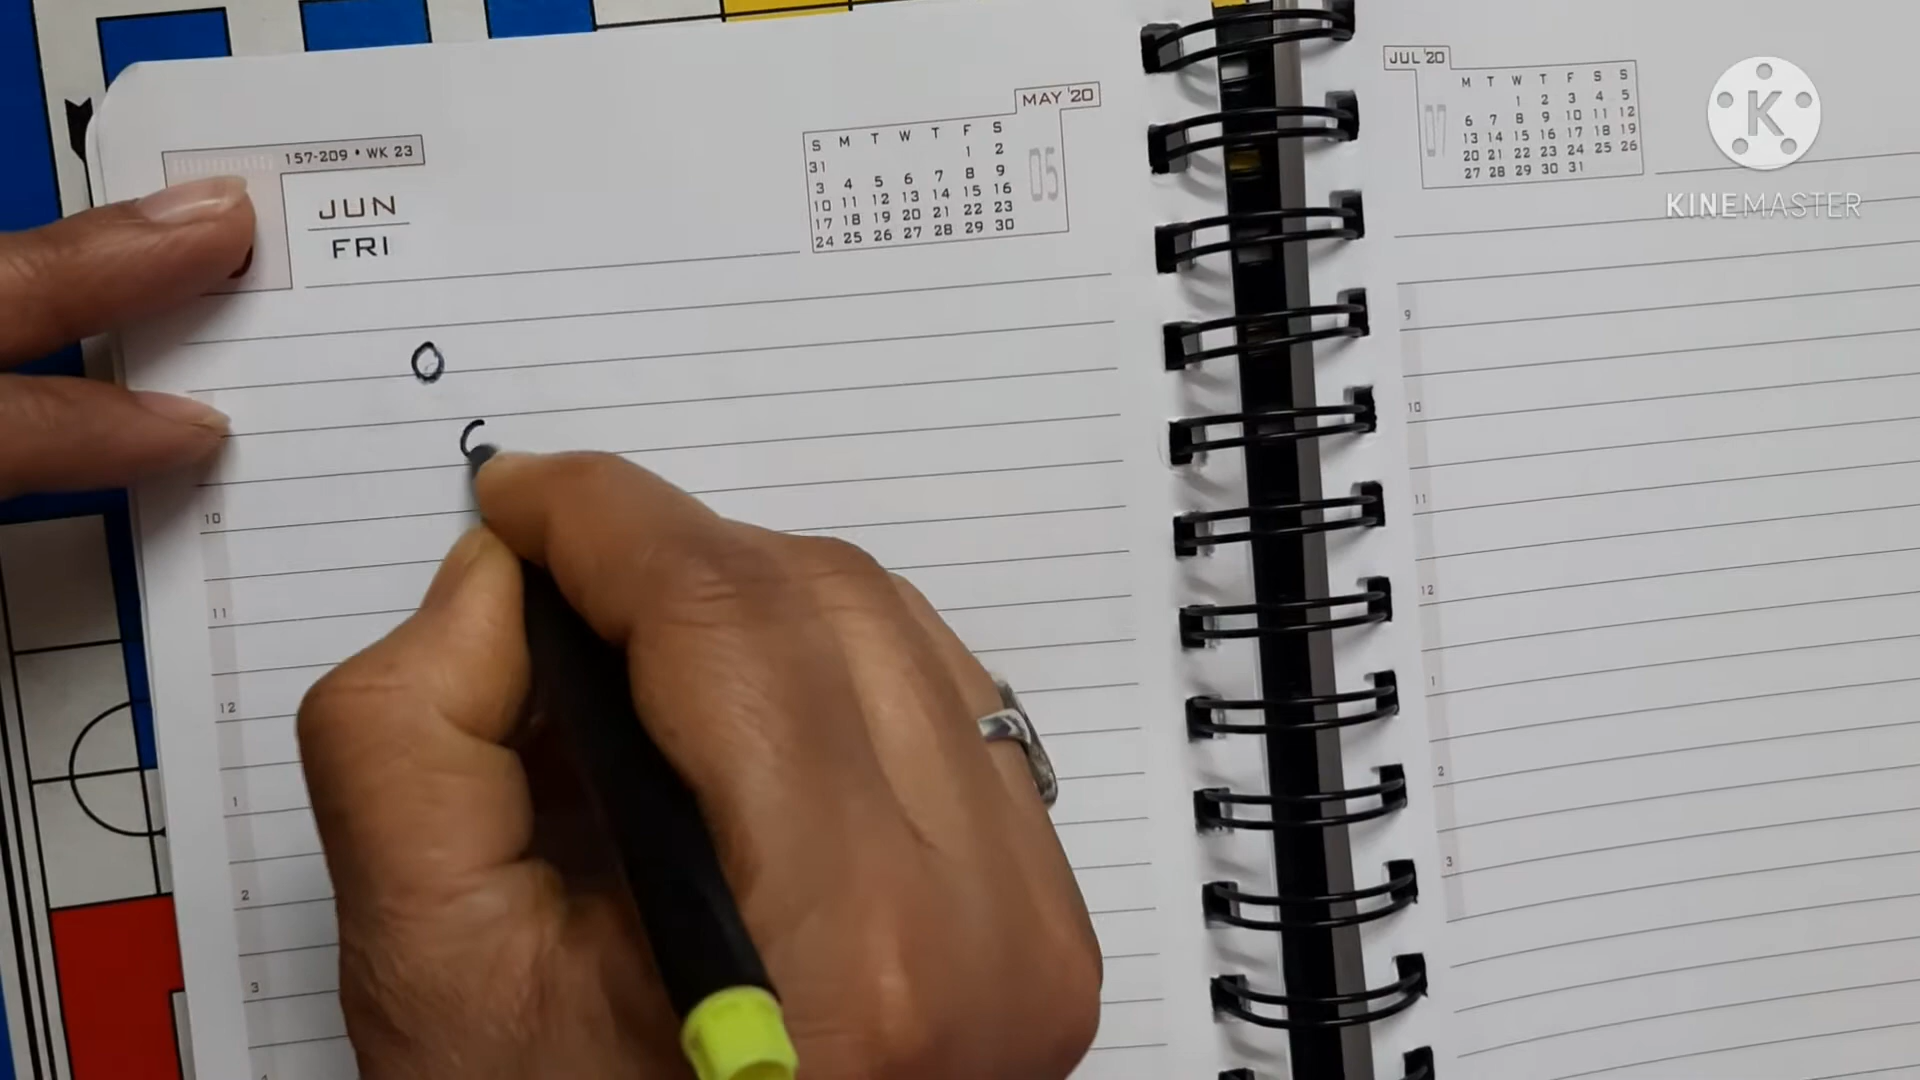 157-209 • WK 23
JUN
FRI
MAY '20
05
S M T W T F S
31 1 2
3 4 5 6 7 8 9
10 11 12 13 14 15 16
17 18 19 20 21 22 23
24 25 26 27 28 29 30
O
10
11
12
1
2
3
JUL '20
07
M T W T F S S
1 2 3 4 5
6 7 8 9 10 11 12
13 14 15 16 17 18 19
20 21 22 23 24 25 26
27 28 29 30 31
9
10
11
12
1
2
3
K
KINEMASTER